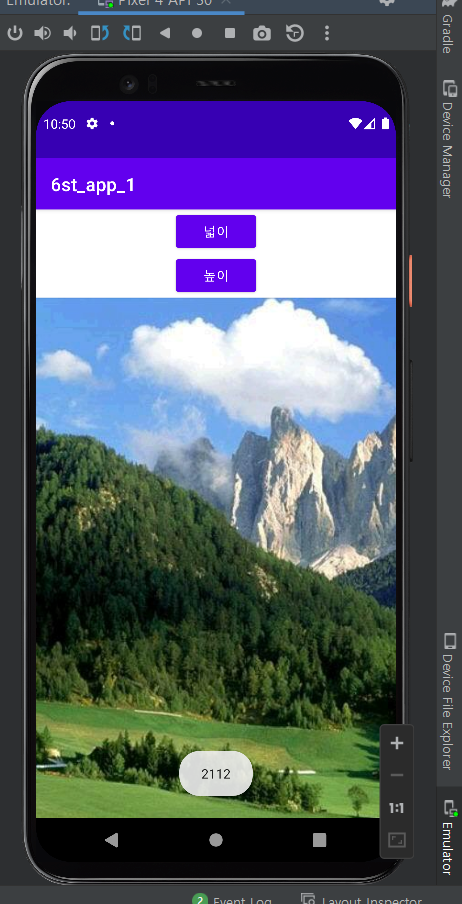 Emulator:
Pixel 4 API 30
10:50
6st_app_1
넓이
높이
2112
1:1
Gradle
Device Manager
Device File Explorer
Emulator
2 Event Log
Layout Inspector